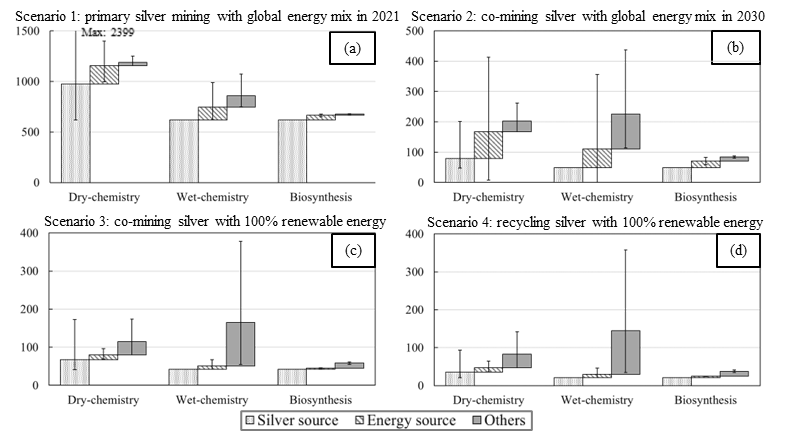 Scenario 1: primary silver mining with global energy mix in 2021
Max: 2399
(a)
1500
1000
500
0
Dry-chemistry Wet-chemistry Biosynthesis
Scenario 2: co-mining silver with global energy mix in 2030
(b)
500
400
300
200
100
0
Dry-chemistry Wet-chemistry Biosynthesis
Scenario 3: co-mining silver with 100% renewable energy
(c)
400
300
200
100
0
Dry-chemistry Wet-chemistry Biosynthesis
Scenario 4: recycling silver with 100% renewable energy
(d)
400
300
200
100
0
Dry-chemistry Wet-chemistry Biosynthesis
Silver source Energy source Others